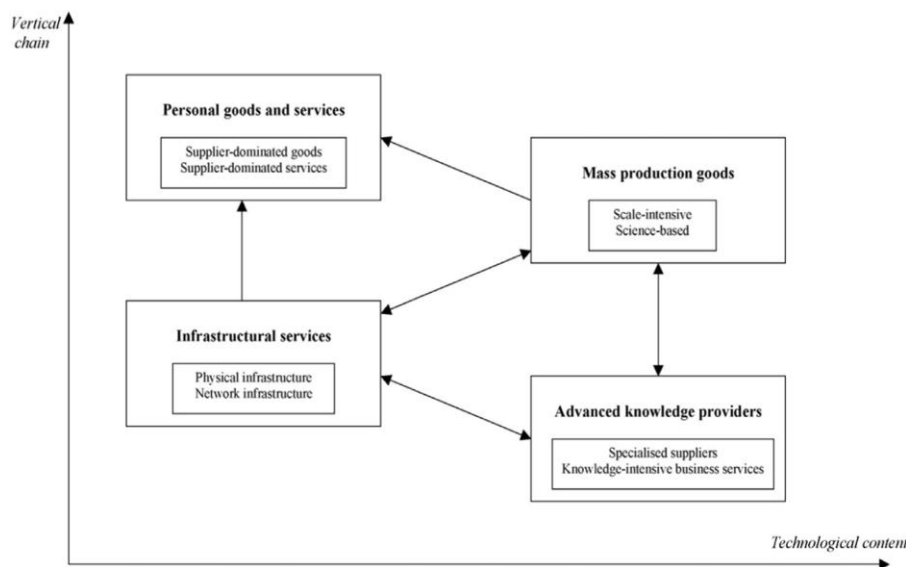 Vertical
chain
Personal goods and services
Supplier-dominated goods
Supplier-dominated services
Mass production goods
Scale-intensive
Science-based
Infrastructural services
Physical infrastructure
Network infrastructure
Advanced knowledge providers
Specialised suppliers
Knowledge-intensive business services
Technological content